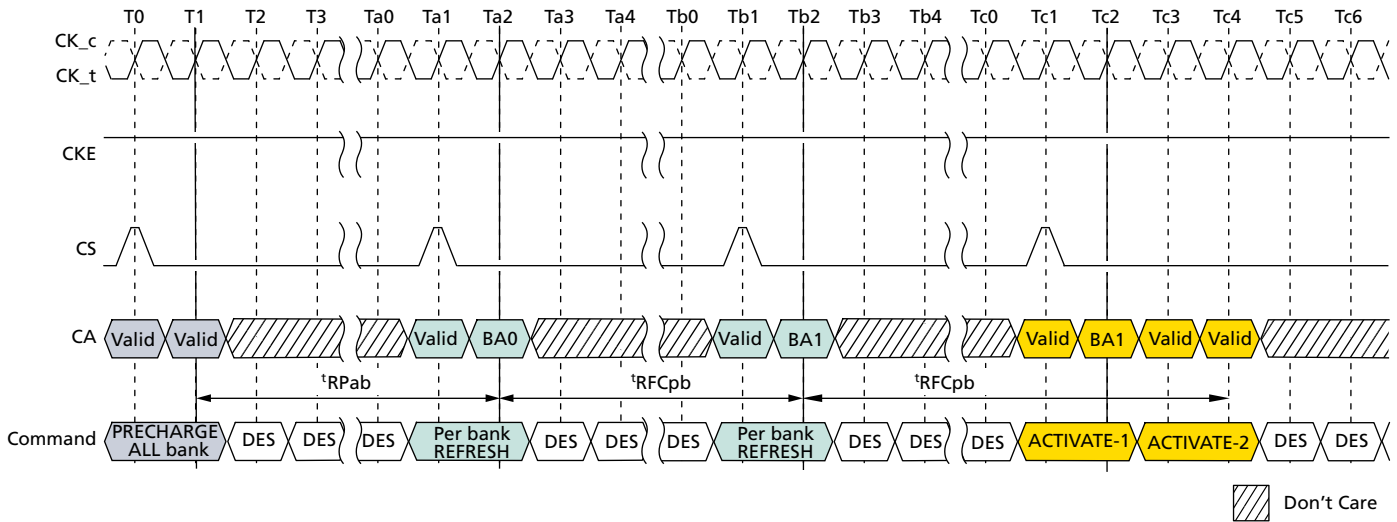 T0 T1 T2 T3 Ta0 Ta1 Ta2 Ta3 Ta4 Tb0 Tb1 Tb2 Tb3 Tb4 Tc0 Tc1 Tc2 Tc3 Tc4 Tc5 Tc6
CK_c
CK_t
CKE
CS
CA Valid Valid Valid BA0 Valid BA1 Valid BA1 Valid Valid
tRPab tRFCpb tRFCpb
Command PRECHARGE ALL bank DES DES DES Per bank REFRESH DES DES DES Per bank REFRESH DES DES DES ACTIVATE-1 ACTIVATE-2 DES DES
Don't Care